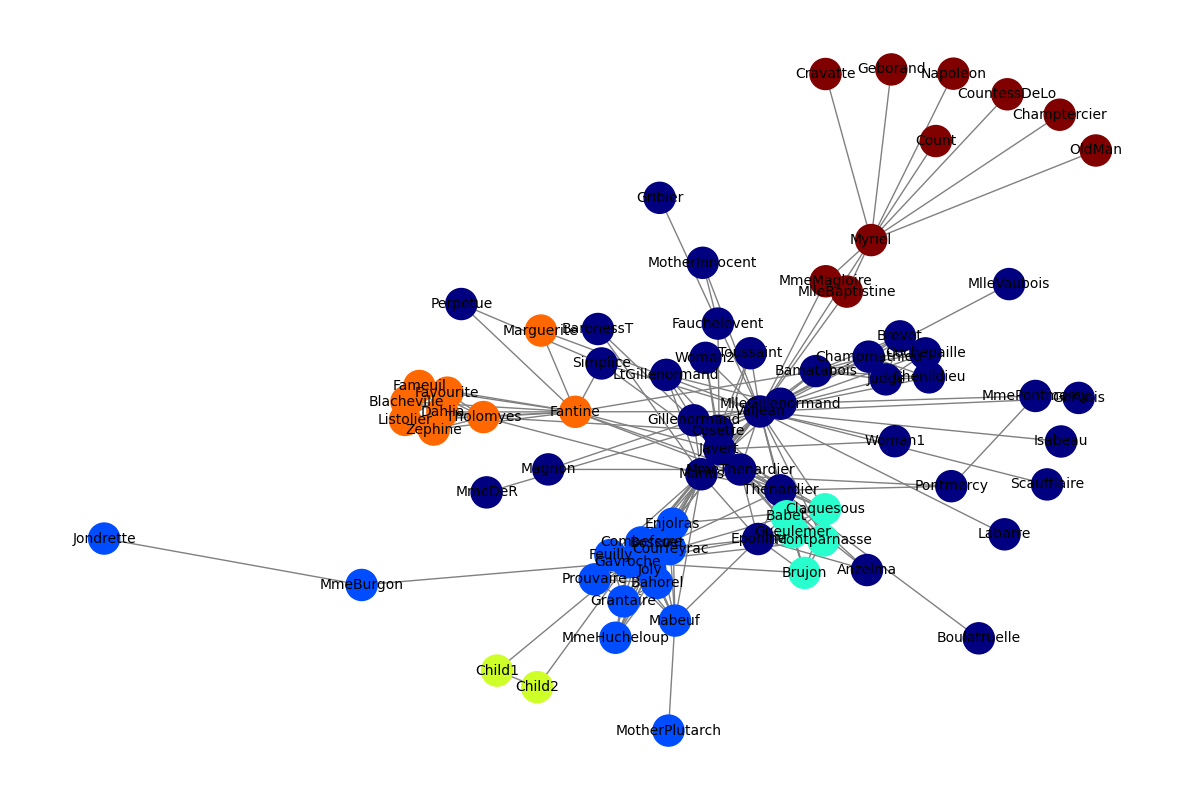 Cravatte
Geborand
Napoleon
CountessDeLo
Champtercier
Count
OldMan
Gribier
Myriel
MotherInnocent
MmeMagloire
MlleBaptistine
MlleVaubois
Perpetue
Marguerite
BaronessT
Fauchelevent
Brevet
Simplice
Woman2
Toussaint
Champmathieu
Cochepaille
LtGillenormand
Bamatabois
Judge
Chenildieu
Fameuil
Favourite
Blacheville
Dahlia
Listolier
Zephine
Tholomyes
Fantine
Gillenormand
Valjean
MlleGillenormand
MmePontmercy
Gervais
Cosette
Javert
Woman1
Isabeau
Magnon
MmeDeR
Marius
MmeThenardier
Thenardier
Pontmercy
Scaufflaire
Claquesous
Babet
Gueulemer
Montparnasse
Enjolras
Eponine
Labarre
Jondrette
MmeBurgon
Combeferre
Bossuet
Courfeyrac
Feuilly
Gavroche
Joly
Prouvaire
Bahorel
Brujon
Anzelma
Grantaire
Mabeuf
MmeHucheloup
Boulatruelle
Child1
Child2
MotherPlutarch